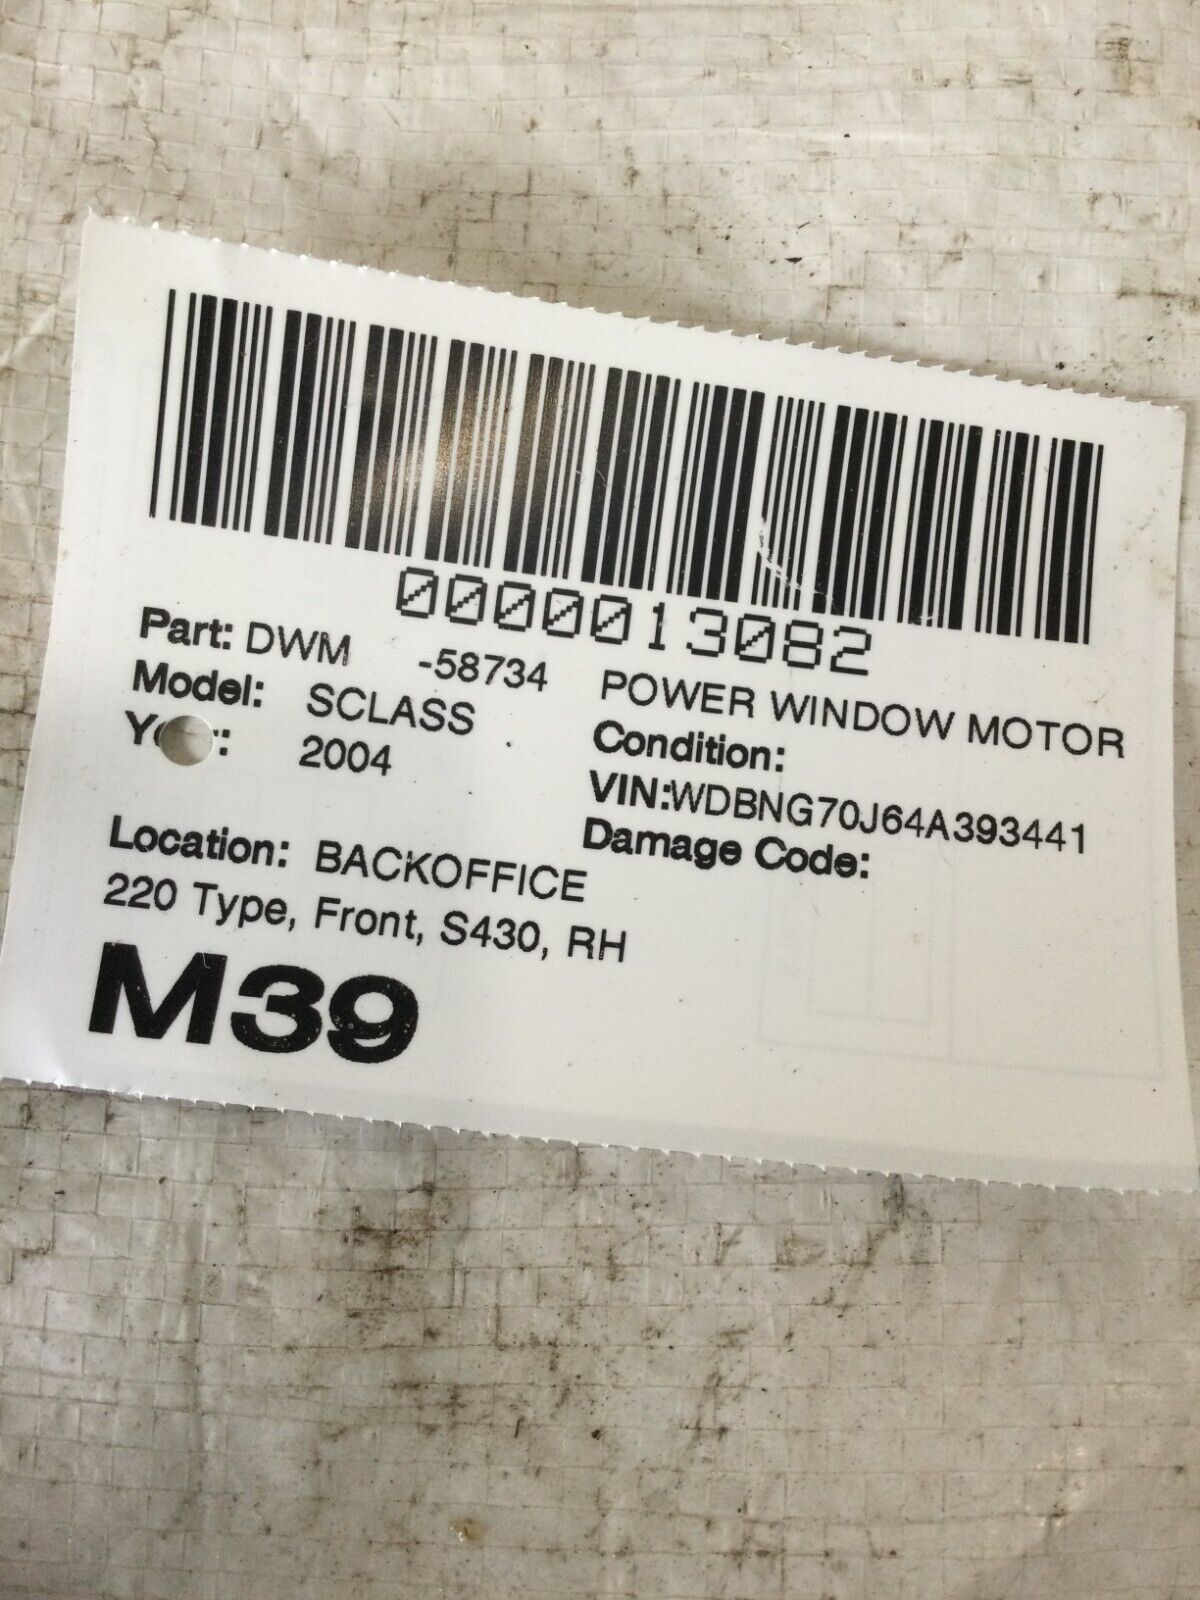 0000013082
Part: DWM -58734 POWER WINDOW MOTOR
Model: SCLASS Condition:
2004 VIN:WDBNG70J64A393441
Location: BACKOFFICE Damage Code:
220 Type, Front, S430, RH
M39